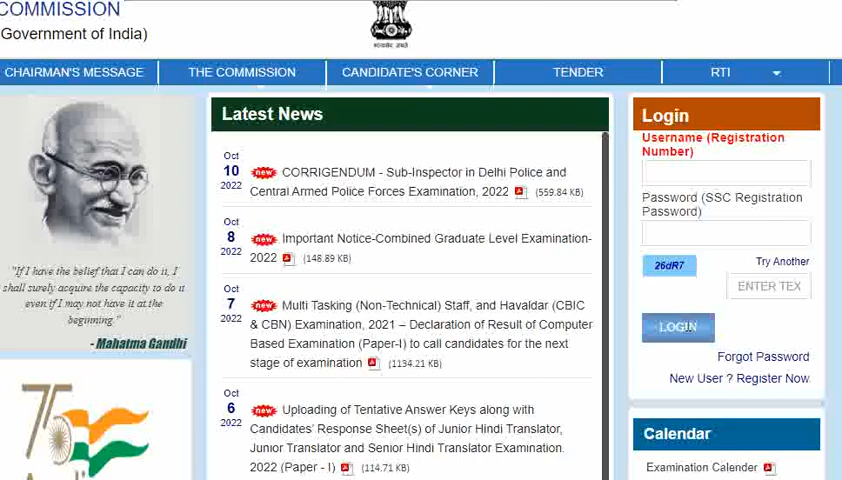 COMMISSION
Government of India)
सत्यमेव जयते
CHAIRMAN'S MESSAGE
THE COMMISSION
CANDIDATE'S CORNER
TENDER
RTI
"If I have the belief that I can do it, I
shall surely acquire the capacity to do it
even if I may not have it at the
beginning."
- Mahatma Gandhi
75
Latest News
Oct
10
2022
new CORRIGENDUM - Sub-Inspector in Delhi Police and
Central Armed Police Forces Examination, 2022 (559.84 KB)
Oct
8
2022
new Important Notice-Combined Graduate Level Examination-
2022 (148.89 KB)
Oct
7
2022
new Multi Tasking (Non-Technical) Staff, and Havaldar (CBIC
& CBN) Examination, 2021 – Declaration of Result of Computer
Based Examination (Paper-I) to call candidates for the next
stage of examination (1134.21 KB)
Oct
6
2022
new Uploading of Tentative Answer Keys along with
Candidates' Response Sheet(s) of Junior Hindi Translator,
Junior Translator and Senior Hindi Translator Examination.
2022 (Paper - I) (114.71 KB)
Login
Username (Registration
Number)
Password (SSC Registration
Password)
26dR7
Try Another
ENTER TEX
LOGIN
Forgot Password
New User ? Register Now
Calendar
Examination Calender